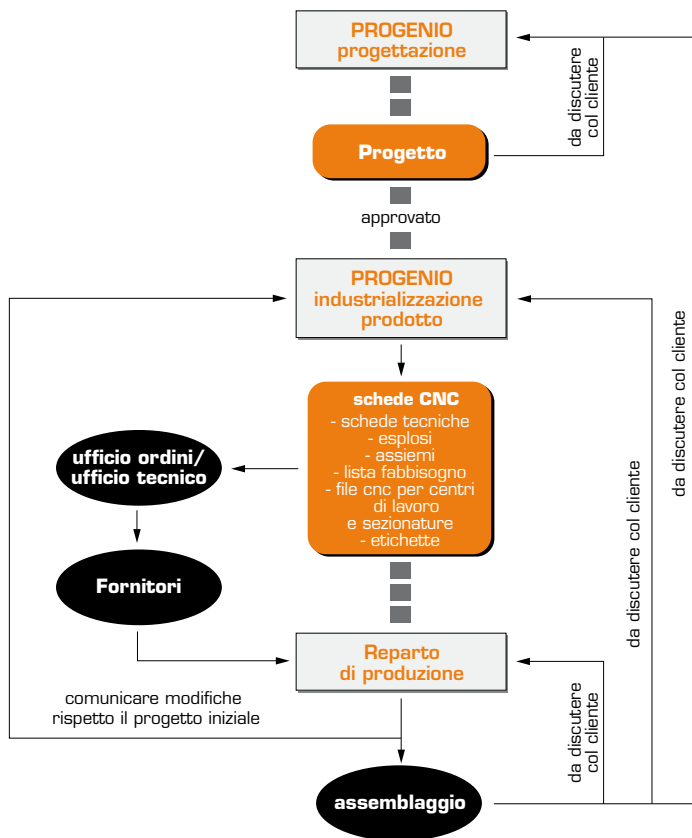 PROGENIO
progettazione
da discutere
col cliente
Progetto
approvato
PROGENIO
industrializzazione
prodotto
da discutere col cliente
da discutere col cliente
schede CNC
- schede tecniche
- esplosi
- assiemi
- lista fabbisogno
- file cnc per centri
di lavoro
e sezionature
- etichette
ufficio ordini/
ufficio tecnico
Fornitori
Reparto
di produzione
comunicare modifiche
rispetto il progetto iniziale
da discutere
col cliente
assemblaggio